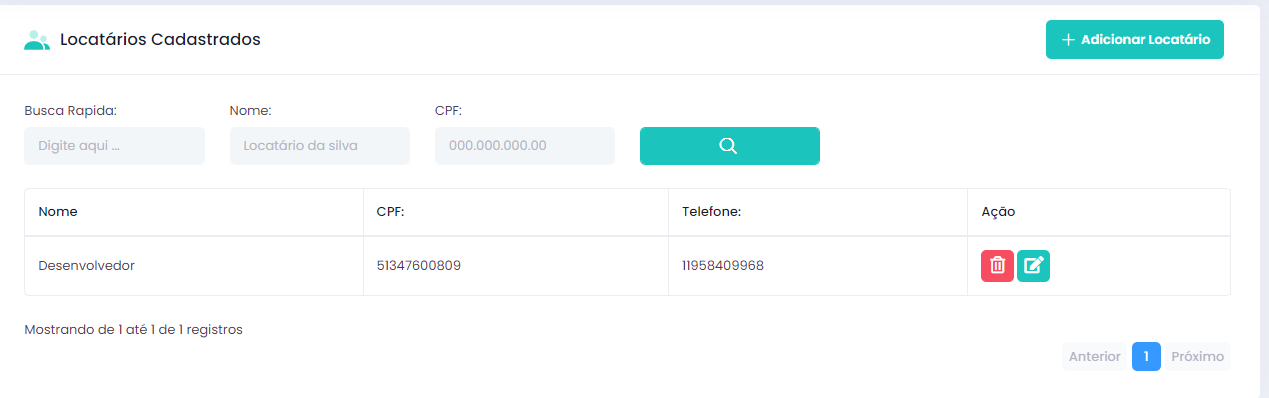 Locatários Cadastrados
+ Adicionar Locatário
Busca Rapida: Nome: CPF:
Digite aqui ... Locatário da silva 000.000.000.00
Nome CPF: Telefone: Ação
Desenvolvedor 51347600809 11958409968
Mostrando de 1 até 1 de 1 registros
Anterior 1 Próximo